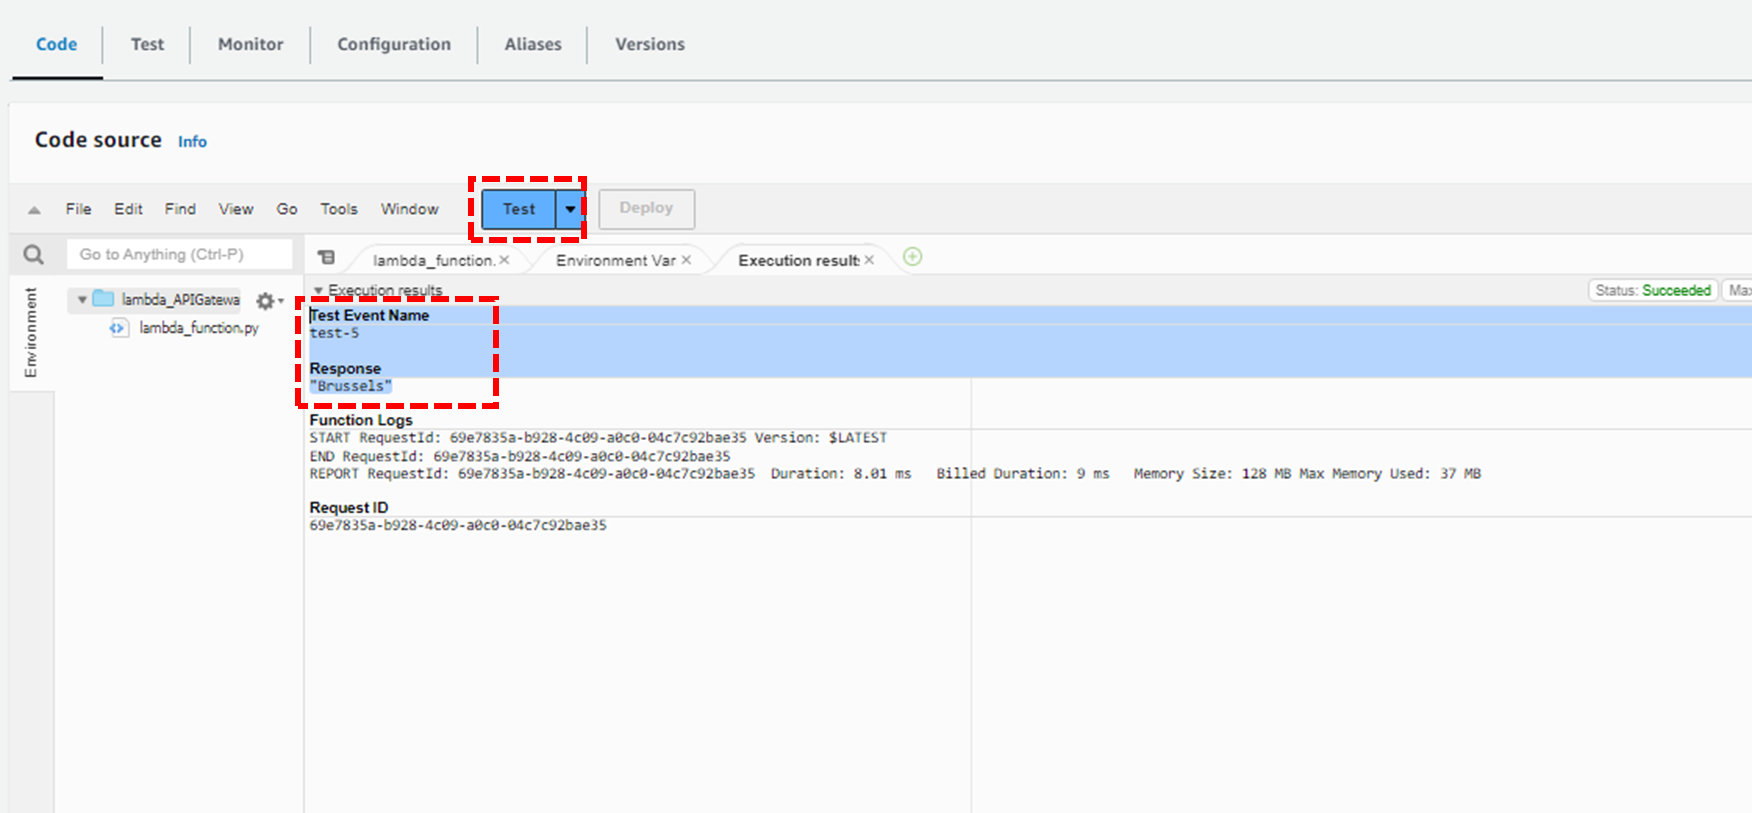 Code Test Monitor Configuration Aliases Versions
Code source Info
File Edit Find View Go Tools Window Test Deploy
Go to Anything (Ctrl-P)
lambda_function. Environment Var Execution results
Environment
lambda_APIGatewa
lambda_function.py
Execution results
Status: Succeeded Max
Test Event Name
test-5
Response
"Brussels"
Function Logs
START RequestId: 69e7835a-b928-4c09-a0c0-04c7c92bae35 Version: $LATEST
END RequestId: 69e7835a-b928-4c09-a0c0-04c7c92bae35
REPORT RequestId: 69e7835a-b928-4c09-a0c0-04c7c92bae35 Duration: 8.01 ms Billed Duration: 9 ms Memory Size: 128 MB Max Memory Used: 37 MB
Request ID
69e7835a-b928-4c09-a0c0-04c7c92bae35